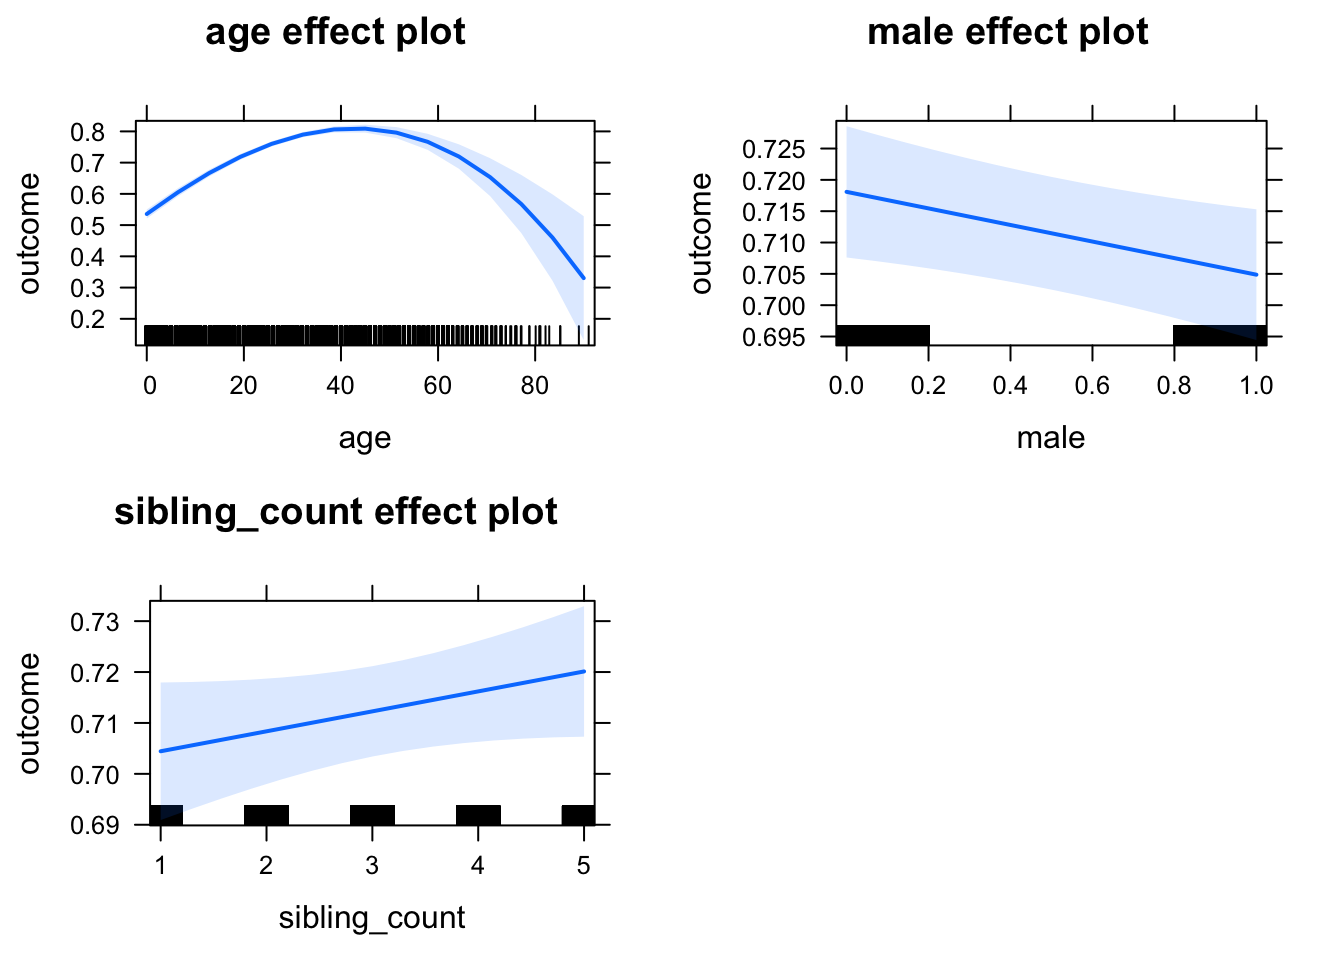 age effect plot
outcome
0.8
0.7
0.6
0.5
0.4
0.3
0.2
0 20 40 60 80
age
male effect plot
outcome
0.725
0.720
0.715
0.710
0.705
0.700
0.695
0.0 0.2 0.4 0.6 0.8 1.0
male
sibling_count effect plot
outcome
0.73
0.72
0.71
0.70
0.69
1 2 3 4 5
sibling_count